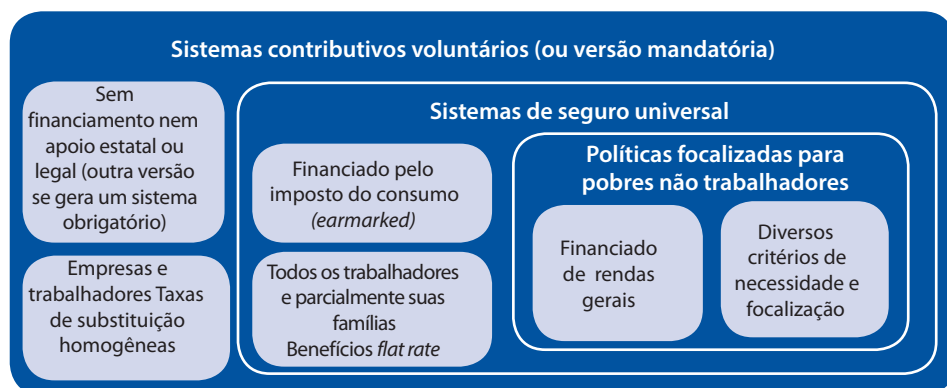 Sistemas contributivos voluntários (ou versão mandatória)
Sem
financiamento nem
apoio estatal ou
legal (outra versão
se gera um sistema
obrigatório)
Empresas e
trabalhadores Taxas
de substituição
homogêneas
Sistemas de seguro universal
Financiado pelo
imposto do consumo
(earmarked)
Todos os trabalhadores
e parcialmente suas
famílias
Benefícios flat rate
Políticas focalizadas para
pobres não trabalhadores
Financiado
de rendas
gerais
Diversos
critérios de
necessidade e
focalização